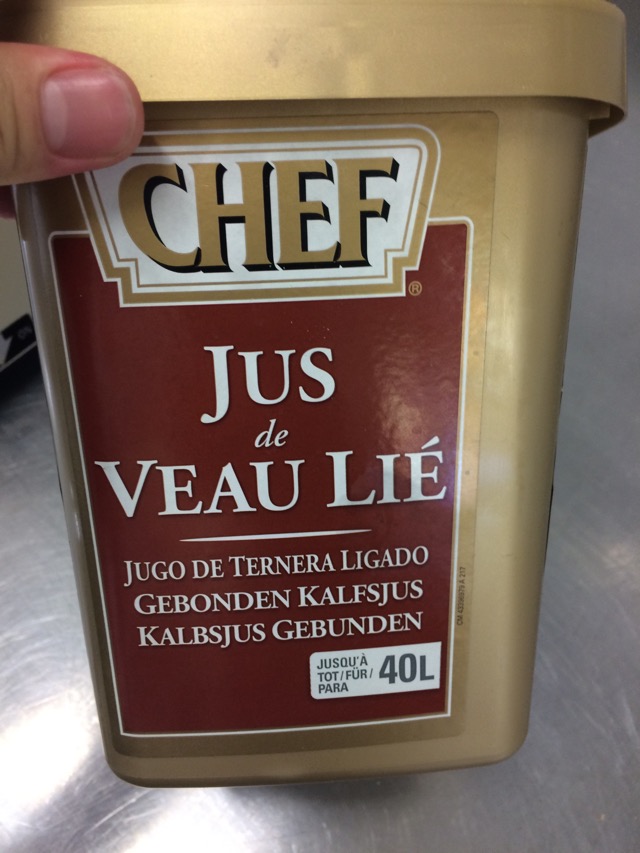 CHEF
®
JUS
de
VEAU LIÉ
JUGO DE TERNERA LIGADO
GEBONDEN KALFSJUS
KALBSJUS GEBUNDEN
JUSQU'À
TOT/FÜR/
PARA
40L